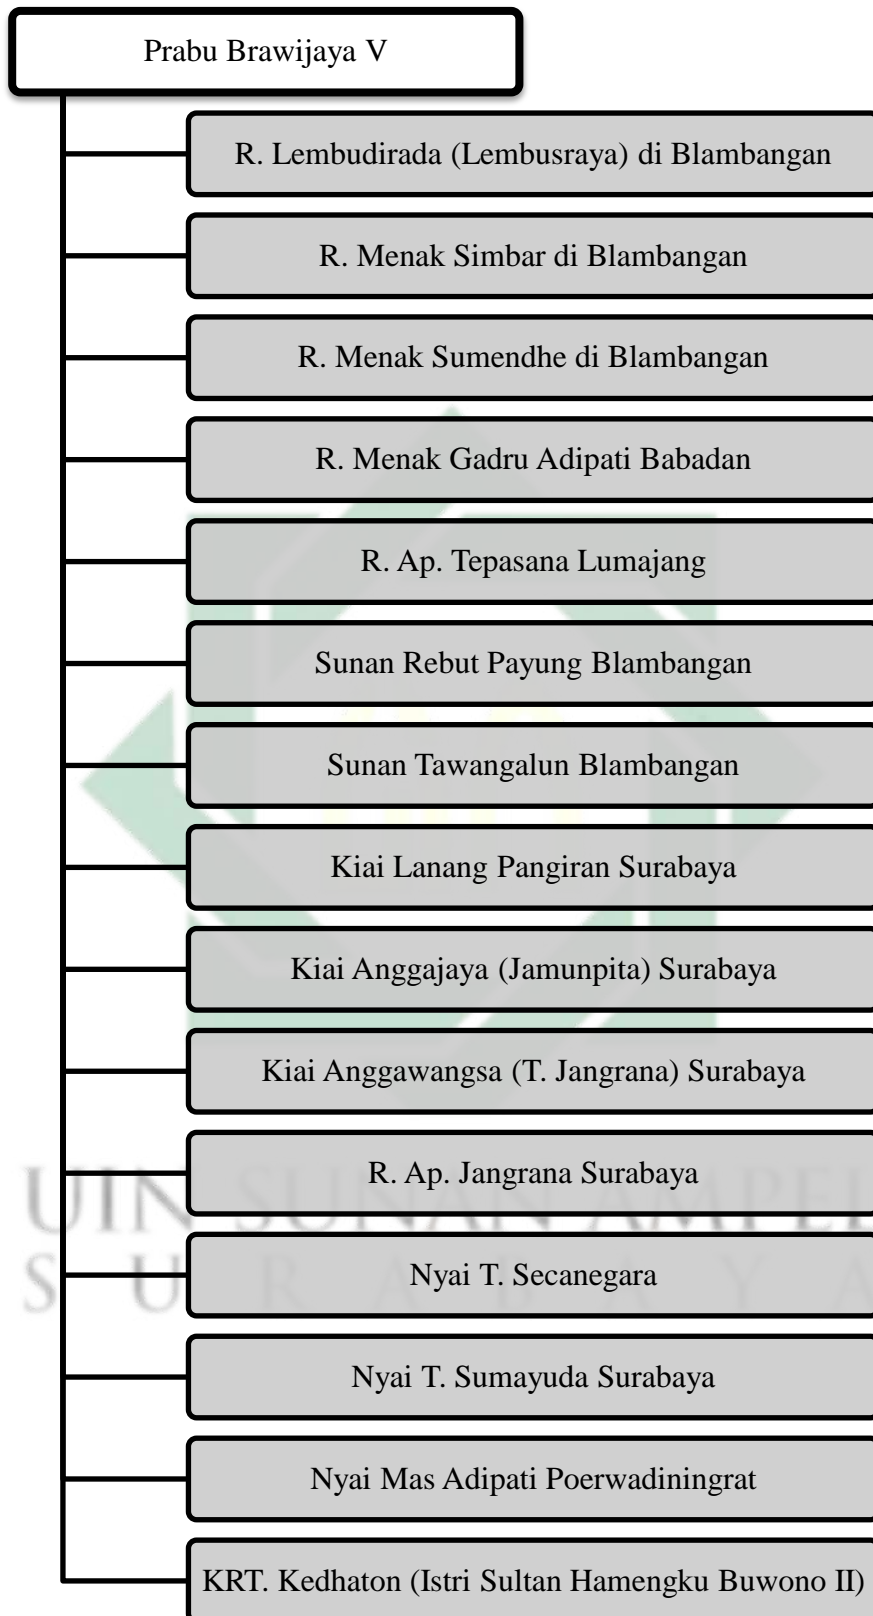 Prabu Brawijaya V
R. Lembudirada (Lembusraya) di Blambangan
R. Menak Simbar di Blambangan
R. Menak Sumendhe di Blambangan
R. Menak Gadru Adipati Babadan
R. Ap. Tepasana Lumajang
Sunan Rebut Payung Blambangan
Sunan Tawangalun Blambangan
Kiai Lanang Pangiran Surabaya
Kiai Anggajaya (Jamunpita) Surabaya
Kiai Anggawangsa (T. Jangrana) Surabaya
R. Ap. Jangrana Surabaya
UIN SUNAN AMPEL
Nyai T. Secanegara
S U R A B A Y A
Nyai T. Sumayuda Surabaya
Nyai Mas Adipati Poerwadiningrat
KRT. Kedhaton (Istri Sultan Hamengku Buwono II)